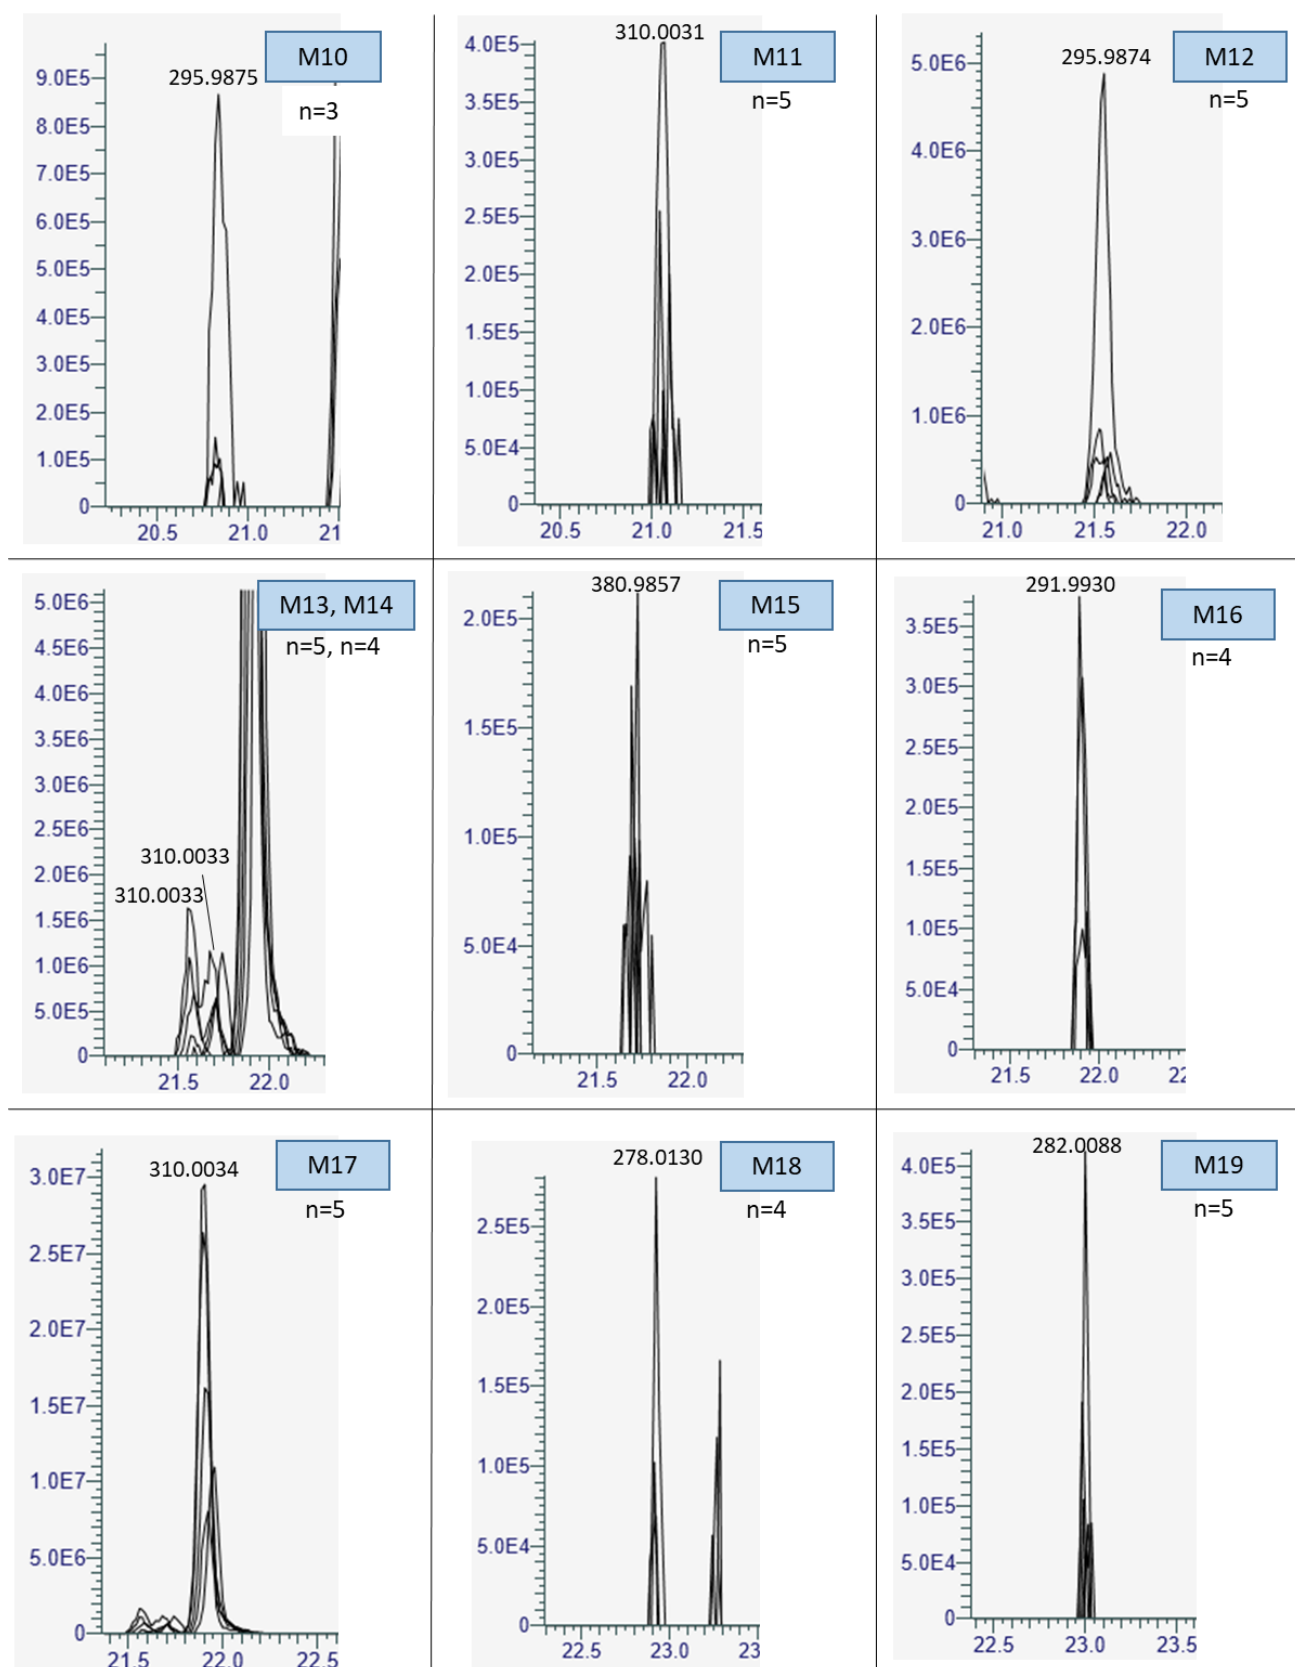 M10
295.9875
n=3
9.0E5
8.0E5
7.0E5
6.0E5
5.0E5
4.0E5
3.0E5
2.0E5
1.0E5
0
20.5 21.0 21
M11
310.0031
n=5
4.0E5
3.5E5
3.0E5
2.5E5
2.0E5
1.5E5
1.0E5
5.0E4
0
20.5 21.0 21.5
M12
295.9874
n=5
5.0E6
4.0E6
3.0E6
2.0E6
1.0E6
0
21.0 21.5 22.0
M13, M14
n=5, n=4
5.0E6
4.5E6
4.0E6
3.5E6
3.0E6
2.5E6
2.0E6
1.5E6
1.0E6
5.0E5
0
310.0033
310.0033
21.5 22.0
380.9857
M15
n=5
2.0E5
1.5E5
1.0E5
5.0E4
0
21.5 22.0
291.9930
M16
n=4
3.5E5
3.0E5
2.5E5
2.0E5
1.5E5
1.0E5
5.0E4
0
21.5 22.0 22
M17
310.0034
n=5
3.0E7
2.5E7
2.0E7
1.5E7
1.0E7
5.0E6
0
21.5 22.0 22.5
278.0130
M18
n=4
2.5E5
2.0E5
1.5E5
1.0E5
5.0E4
0
22.5 23.0 23
282.0088
M19
n=5
4.0E5
3.5E5
3.0E5
2.5E5
2.0E5
1.5E5
1.0E5
5.0E4
0
22.5 23.0 23.5